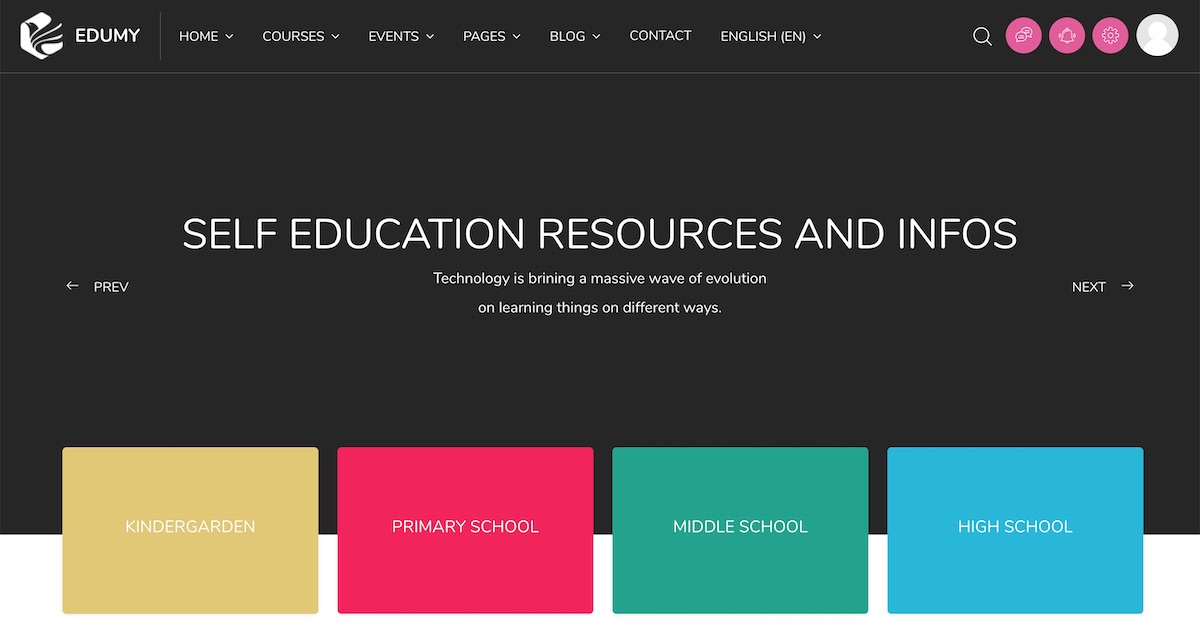 EDUMY
HOME
COURSES
EVENTS
PAGES
BLOG
CONTACT
ENGLISH (EN)
SELF EDUCATION RESOURCES AND INFOS
Technology is brining a massive wave of evolution
on learning things on different ways.
PREV
NEXT
KINDERGARDEN
PRIMARY SCHOOL
MIDDLE SCHOOL
HIGH SCHOOL